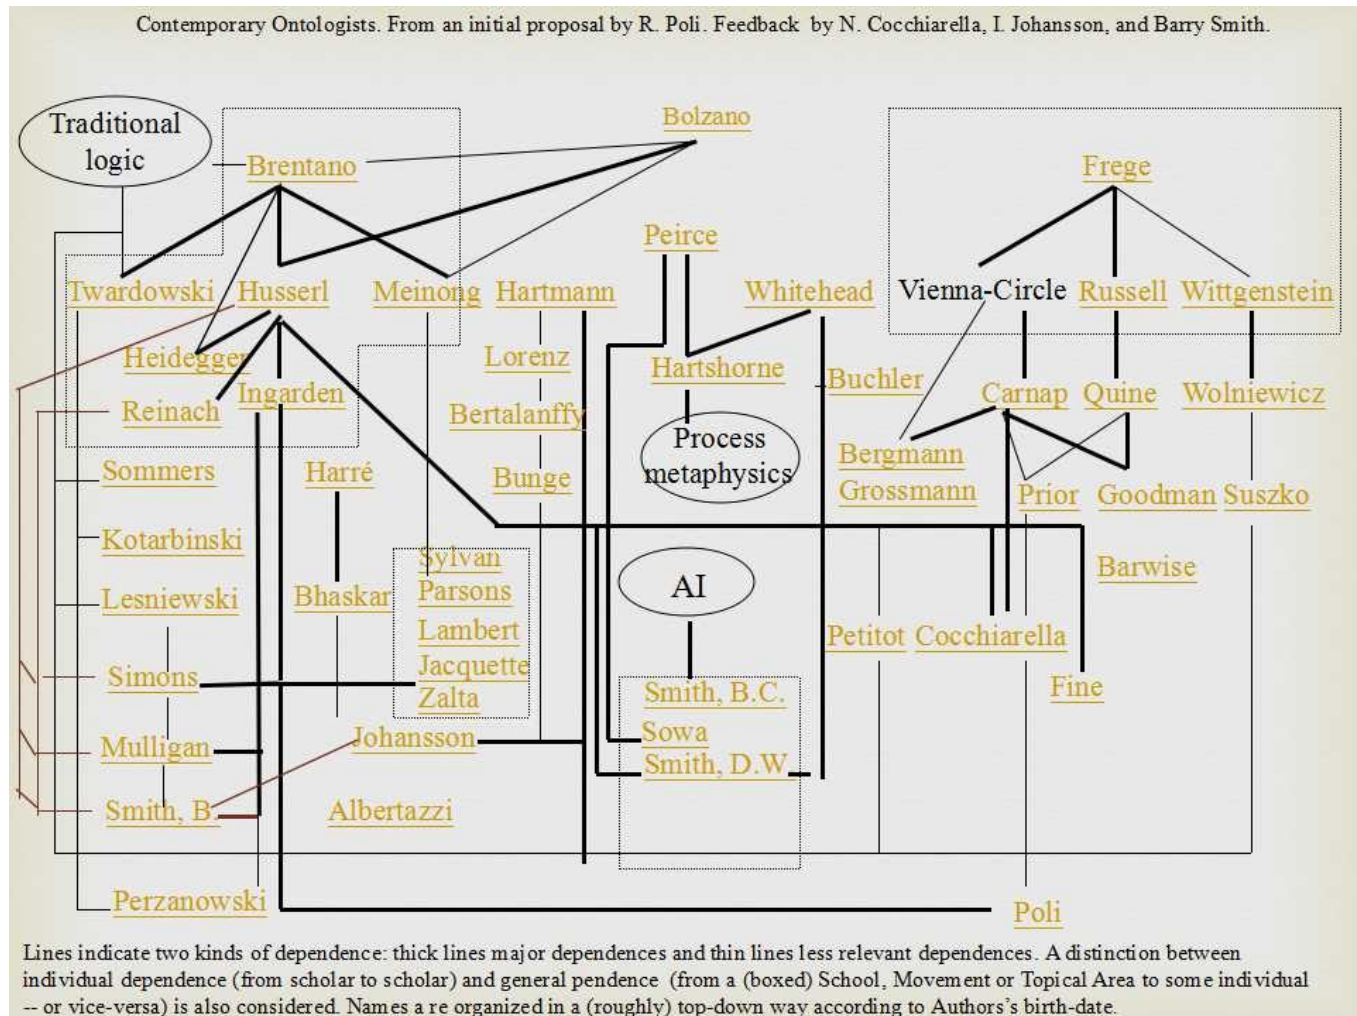 Contemporary Ontologists. From an initial proposal by R. Poli. Feedback by N. Cocchiarella, I. Johansson, and Barry Smith.
Traditional
logic
Bolzano
Brentano
Frege
Peirce
Twardowski Husserl Meinong Hartmann Whitehead Vienna-Circle Russell Wittgenstein
Heidegger Lorenz Hartshorne
Buchler
Reinach Ingarden Carnap Quine Wolniewicz
Bertalanffy
Process
metaphysics
Bergmann
Sommers Harré Bunge
Grossmann Prior Goodman Suszko
Kotarbinski
Sylvan
Barwise
AI
Lesniewski Bhaskar Parsons
Lambert Petitot Cocchiarella
Simons Jacquette
Zalta Smith, B.C. Fine
Mulligan Johansson Sowa
Smith, D.W.
Smith, B. Albertazzi
Perzanowski Poli
Lines indicate two kinds of dependence: thick lines major dependences and thin lines less relevant dependences. A distinction between
individual dependence (from scholar to scholar) and general pendence (from a (boxed) School, Movement or Topical Area to some individual
-- or vice-versa) is also considered. Names a re organized in a (roughly) top-down way according to Authors's birth-date.